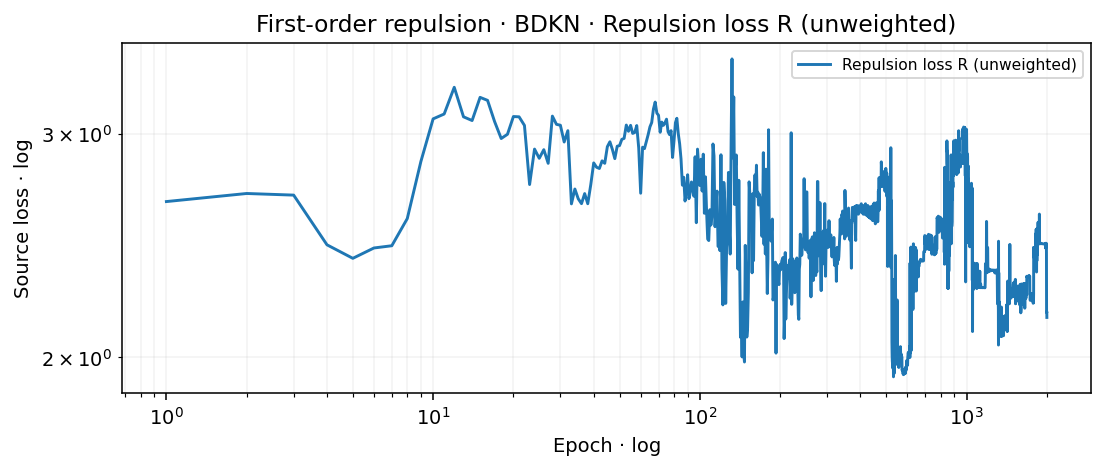 First-order repulsion · BDKN · Repulsion loss R (unweighted)
Repulsion loss R (unweighted)
3 × 10⁰
2 × 10⁰
Source loss · log
10⁰ 10¹ 10² 10³
Epoch · log